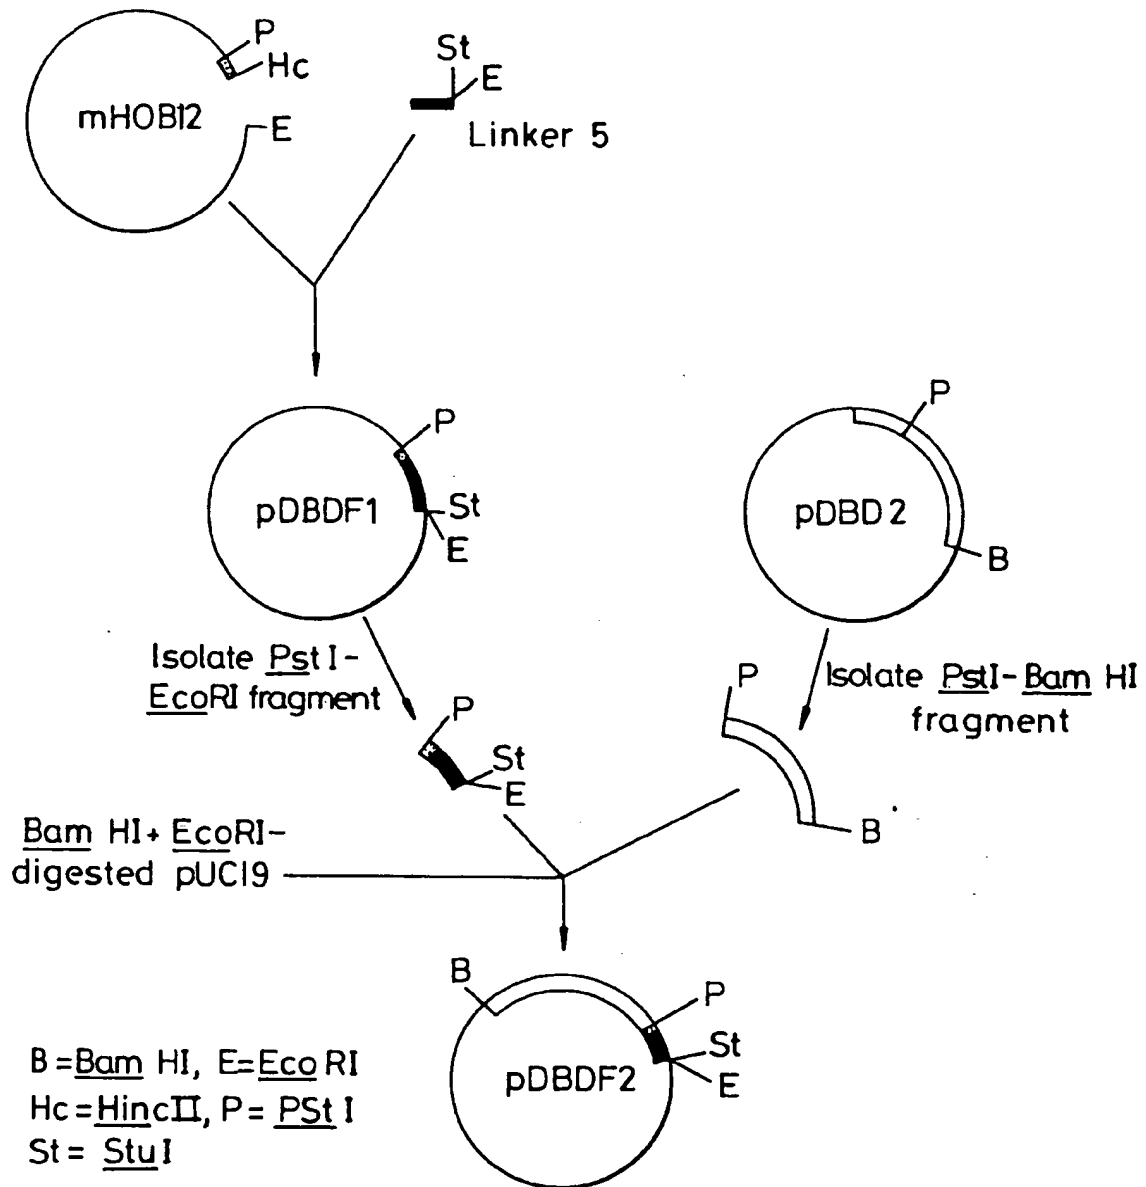 P
Hc
mHOB12
E
St
E
Linker 5
P
pDBDF1
St
E
P
pDBD2
B
Isolate PstI-
EcoRI fragment
P
St
E
Isolate PstI-Bam HI
fragment
P
B
Bam HI + EcoRI-
digested pUC19
B
P
St
E
pDBDF2
B = Bam HI, E = Eco RI
Hc = HincII, P = PSt I
St = Stu I